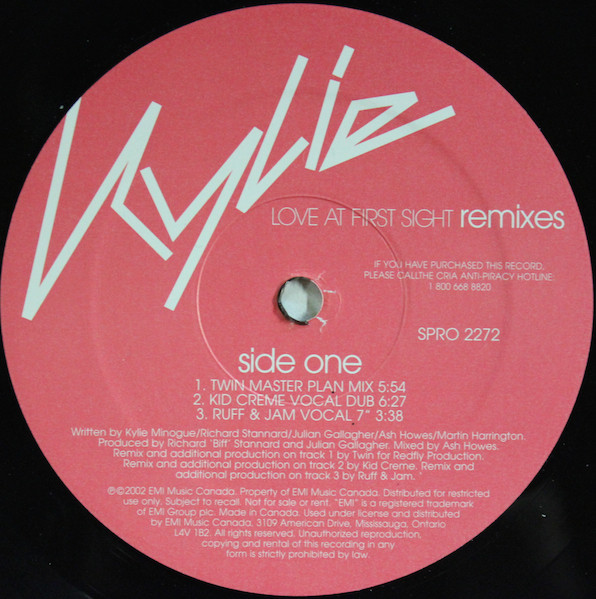 Kylie
LOVE AT FIRST SIGHT remixes
IF YOU HAVE PURCHASED THIS RECORD,
PLEASE CALLTHE CRIA ANTI-PIRACY HOTLINE:
1 800 668 8820
SPRO 2272
side one
1. TWIN MASTER PLAN MIX 5:54
2. KID CREME VOCAL DUB 6:27
3. RUFF & JAM VOCAL 7" 3:38
Written by Kylie Minogue/Richard Stannard/Julian Gallagher/Ash Howes/Martin Harrington.
Produced by Richard "Biff" Stannard and Julian Gallagher. Mixed by Ash Howes.
Remix and additional production on track 1 by Twin for Redfly Production.
Remix and additional production on track 2 by Kid Creme. Remix and
additional production on track 3 by Ruff & Jam.
℗©2002 EMI Music Canada. Property of EMI Music Canada. Distributed for restricted
use only. Subject to recall. Not for sale or rent. "EMI" is a registered trademark
of EMI Group plc. Made under license in Canada. Used under license and distributed
by EMI Music Canada, 3109 American Drive, Mississauga, Ontario
L4V 1B2. All rights reserved. Unauthorized reproduction,
copying and rental of this recording in any
form is strictly prohibited by law.